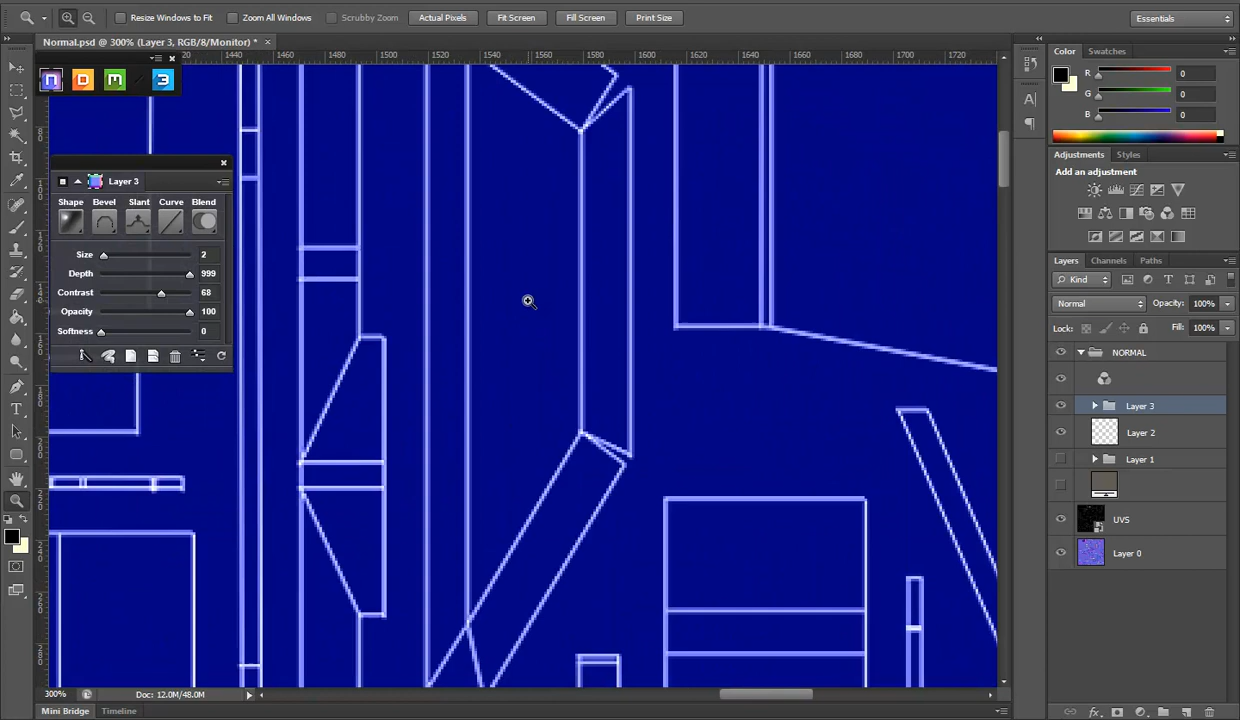 Resize Windows to Fit
Zoom All Windows
Scrubby Zoom
Actual Pixels
Fit Screen
Fill Screen
Print Size
Essentials
Normal.psd @ 300% (Layer 3, RGB/8/Monitor) *
20 1440 1460 1480 1500 1520 1540 1560 1580 1590 1600 1620 1640 1660 1680 1700 1720
Layer 3
Shape Bevel Slant Curve Blend
Size 2
Depth 999
Contrast 68
Opacity 100
Softness 0
Color Swatches
R 0
G 0
B 0
Adjustments Styles
Add an adjustment
Layers Channels Paths
Kind
Normal Opacity: 100%
Lock: Fill: 100%
NORMAL
Layer 3
Layer 2
Layer 1
UVS
Layer 0
300% Doc: 12.0M/48.0M
Mini Bridge Timeline